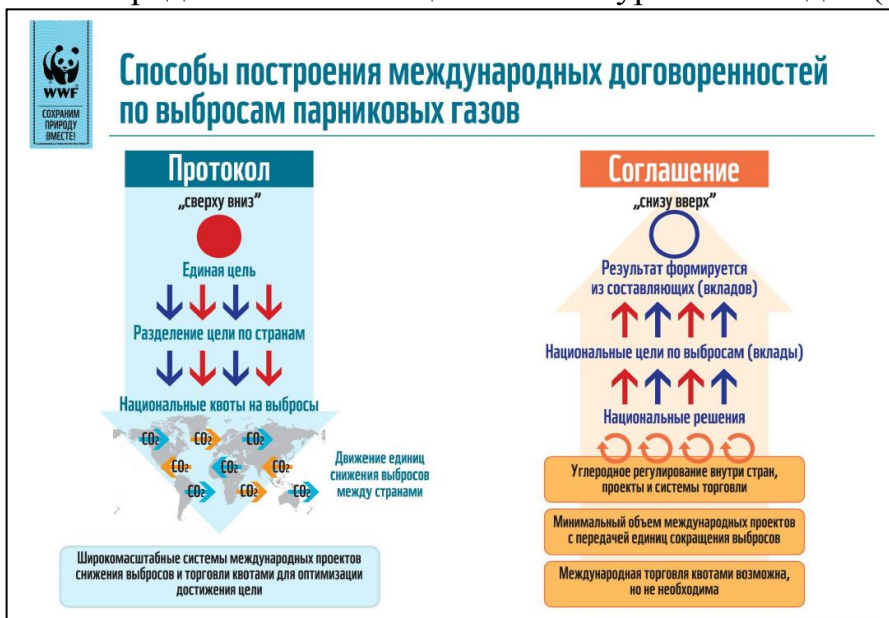 WWF
СОХРАНИМ
ПРИРОДУ
ВМЕСТЕ!
Способы построения международных договоренностей
по выбросам парниковых газов
Протокол
„сверху вниз”
Единая цель
Разделение цели по странам
Национальные квоты на выбросы
CO₂ CO₂ CO₂
CO₂ CO₂ CO₂
CO₂ CO₂ CO₂
Движение единиц
снижения выбросов
между странами
Широкомасштабные системы международных проектов
снижения выбросов и торговли квотами для оптимизации
достижения цели
Соглашение
„снизу вверх”
Результат формируется
из составляющих (вкладов)
Национальные цели по выбросам (вклады)
Национальные решения
Углеродное регулирование внутри стран,
проекты и системы торговли
Минимальный объем международных проектов
с передачей единиц сокращения выбросов
Международная торговля квотами возможна,
но не необходима